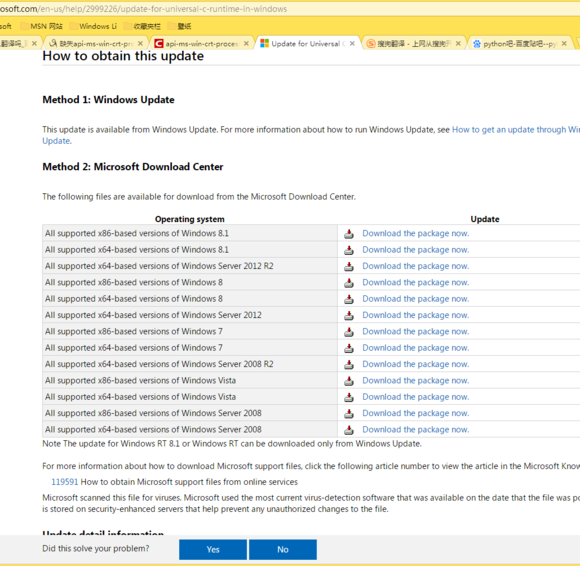 osoft.com/en-us/help/2999226/update-for-universal-c-runtime-in-windows
soft MSN 网站 Windows Li 收藏夹栏 壁纸
缺失api-ms-win-crt-pr api-ms-win-crt-proces Update for Universal C 搜狗翻译 - 上网从搜狗开 python吧-百度贴吧--py
How to obtain this update
Method 1: Windows Update
This update is available from Windows Update. For more information about how to run Windows Update, see How to get an update through Win
Update.
Method 2: Microsoft Download Center
The following files are available for download from the Microsoft Download Center.
Operating system Update
All supported x86-based versions of Windows 8.1 Download the package now.
All supported x64-based versions of Windows 8.1 Download the package now.
All supported x64-based versions of Windows Server 2012 R2 Download the package now.
All supported x86-based versions of Windows 8 Download the package now.
All supported x64-based versions of Windows 8 Download the package now.
All supported x64-based versions of Windows Server 2012 Download the package now.
All supported x86-based versions of Windows 7 Download the package now.
All supported x64-based versions of Windows 7 Download the package now.
All supported x64-based versions of Windows Server 2008 R2 Download the package now.
All supported x86-based versions of Windows Vista Download the package now.
All supported x64-based versions of Windows Vista Download the package now.
All supported x86-based versions of Windows Server 2008 Download the package now.
All supported x64-based versions of Windows Server 2008 Download the package now.
Note The update for Windows RT 8.1 or Windows RT can be downloaded only from Windows Update.
For more information about how to download Microsoft support files, click the following article number to view the article in the Microsoft Know
119591 How to obtain Microsoft support files from online services
Microsoft scanned this file for viruses. Microsoft used the most current virus-detection software that was available on the date that the file was po
is stored on security-enhanced servers that help prevent any unauthorized changes to the file.
Update detail information
Did this solve your problem? Yes No